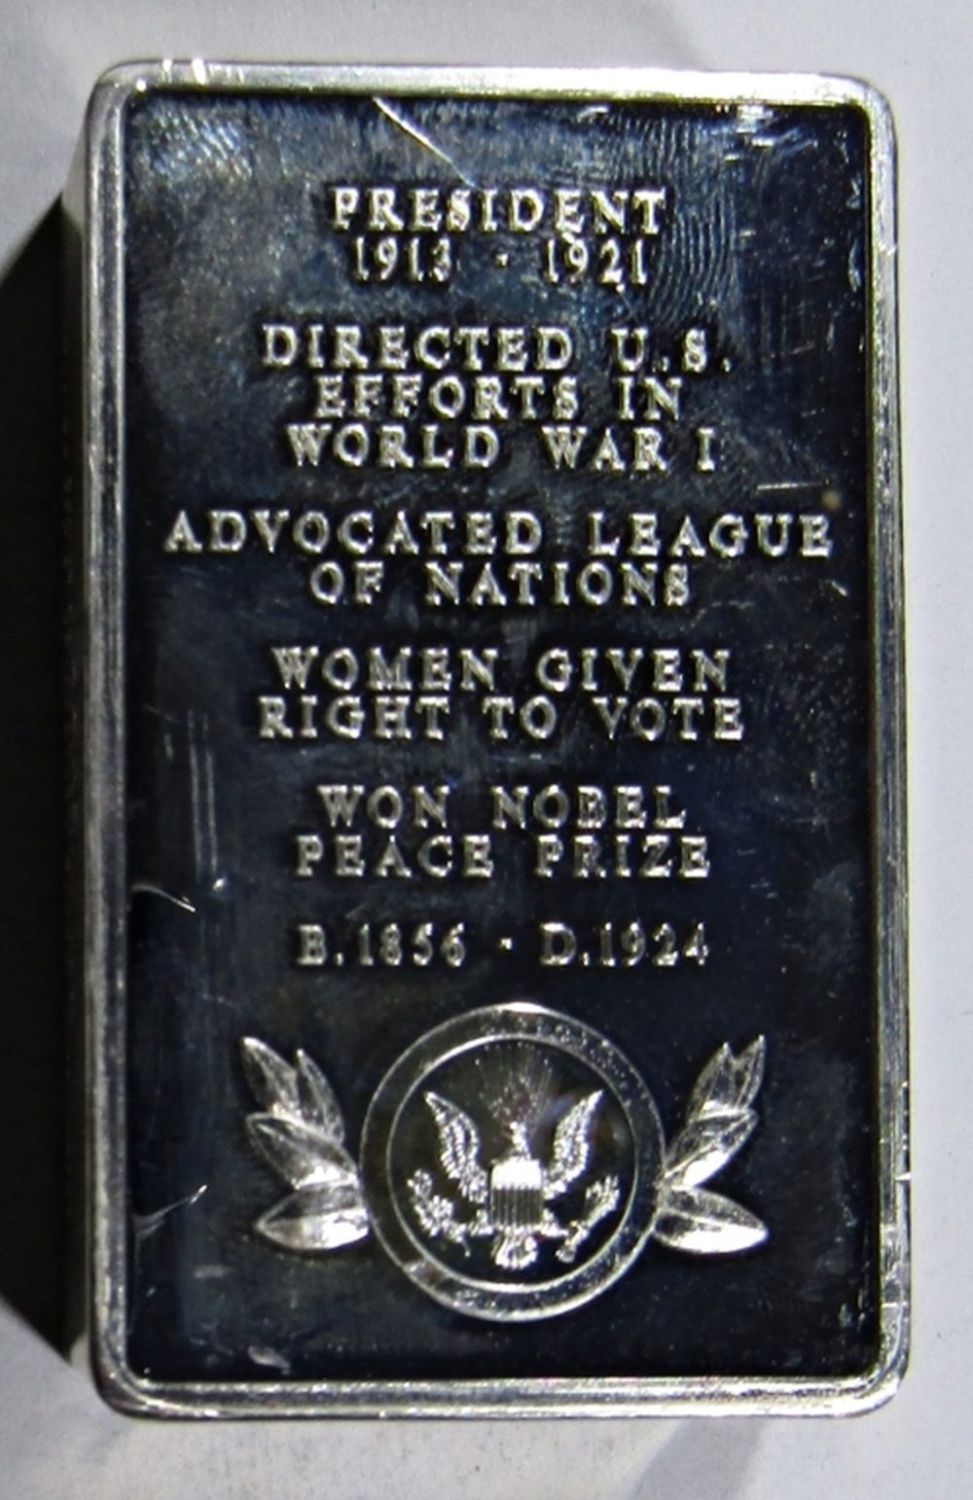 PRESIDENT
1913 · 1921
DIRECTED U.S.
EFFORTS IN
WORLD WAR I
ADVOCATED LEAGUE
OF NATIONS
WOMEN GIVEN
RIGHT TO VOTE
WON NOBEL
PEACE PRIZE
B.1856 · D.1924